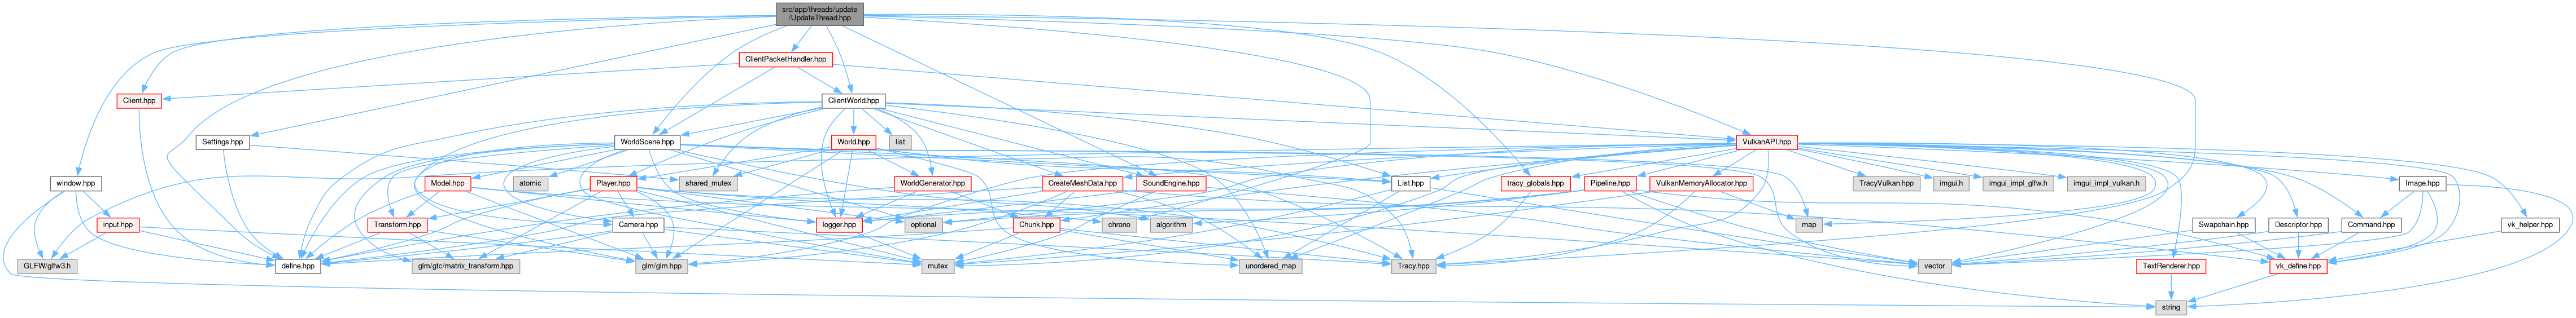 src/app/threads/update
/UpdateThread.hpp
ClientPacketHandler.hpp
Client.hpp
ClientWorld.hpp
Settings.hpp
WorldScene.hpp
World.hpp
list
VulkanAPI.hpp
window.hpp
Model.hpp
atomic
Player.hpp
shared_mutex
WorldGenerator.hpp
CreateMeshData.hpp
SoundEngine.hpp
List.hpp
tracy_globals.hpp
Pipeline.hpp
VulkanMemoryAllocator.hpp
TracyVulkan.hpp
imgui.h
imgui_impl_glfw.h
imgui_impl_vulkan.h
Image.hpp
input.hpp
Transform.hpp
Camera.hpp
logger.hpp
optional
Chunk.hpp
chrono
algorithm
map
Swapchain.hpp
Descriptor.hpp
Command.hpp
vk_helper.hpp
GLFW/glfw3.h
define.hpp
glm/gtc/matrix_transform.hpp
glm/glm.hpp
mutex
unordered_map
Tracy.hpp
vector
TextRenderer.hpp
vk_define.hpp
string